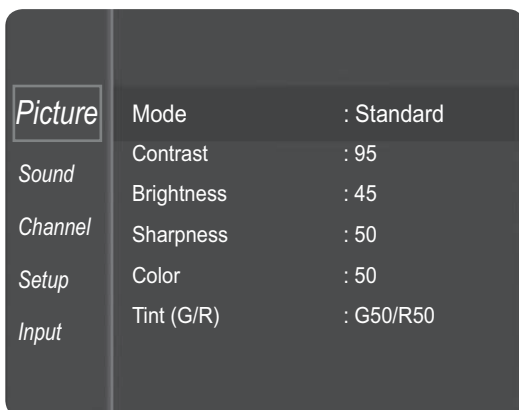 Picture
Sound
Channel
Setup
Input
Mode : Standard
Contrast : 95
Brightness : 45
Sharpness : 50
Color : 50
Tint (G/R) : G50/R50